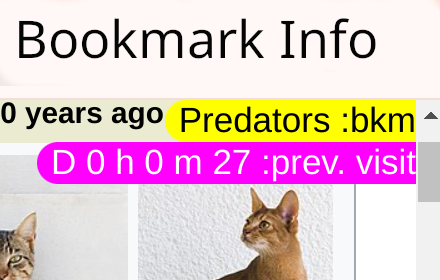 Bookmark Info
0 years ago Predators :bkm
D 0 h 0 m 27 :prev. visit